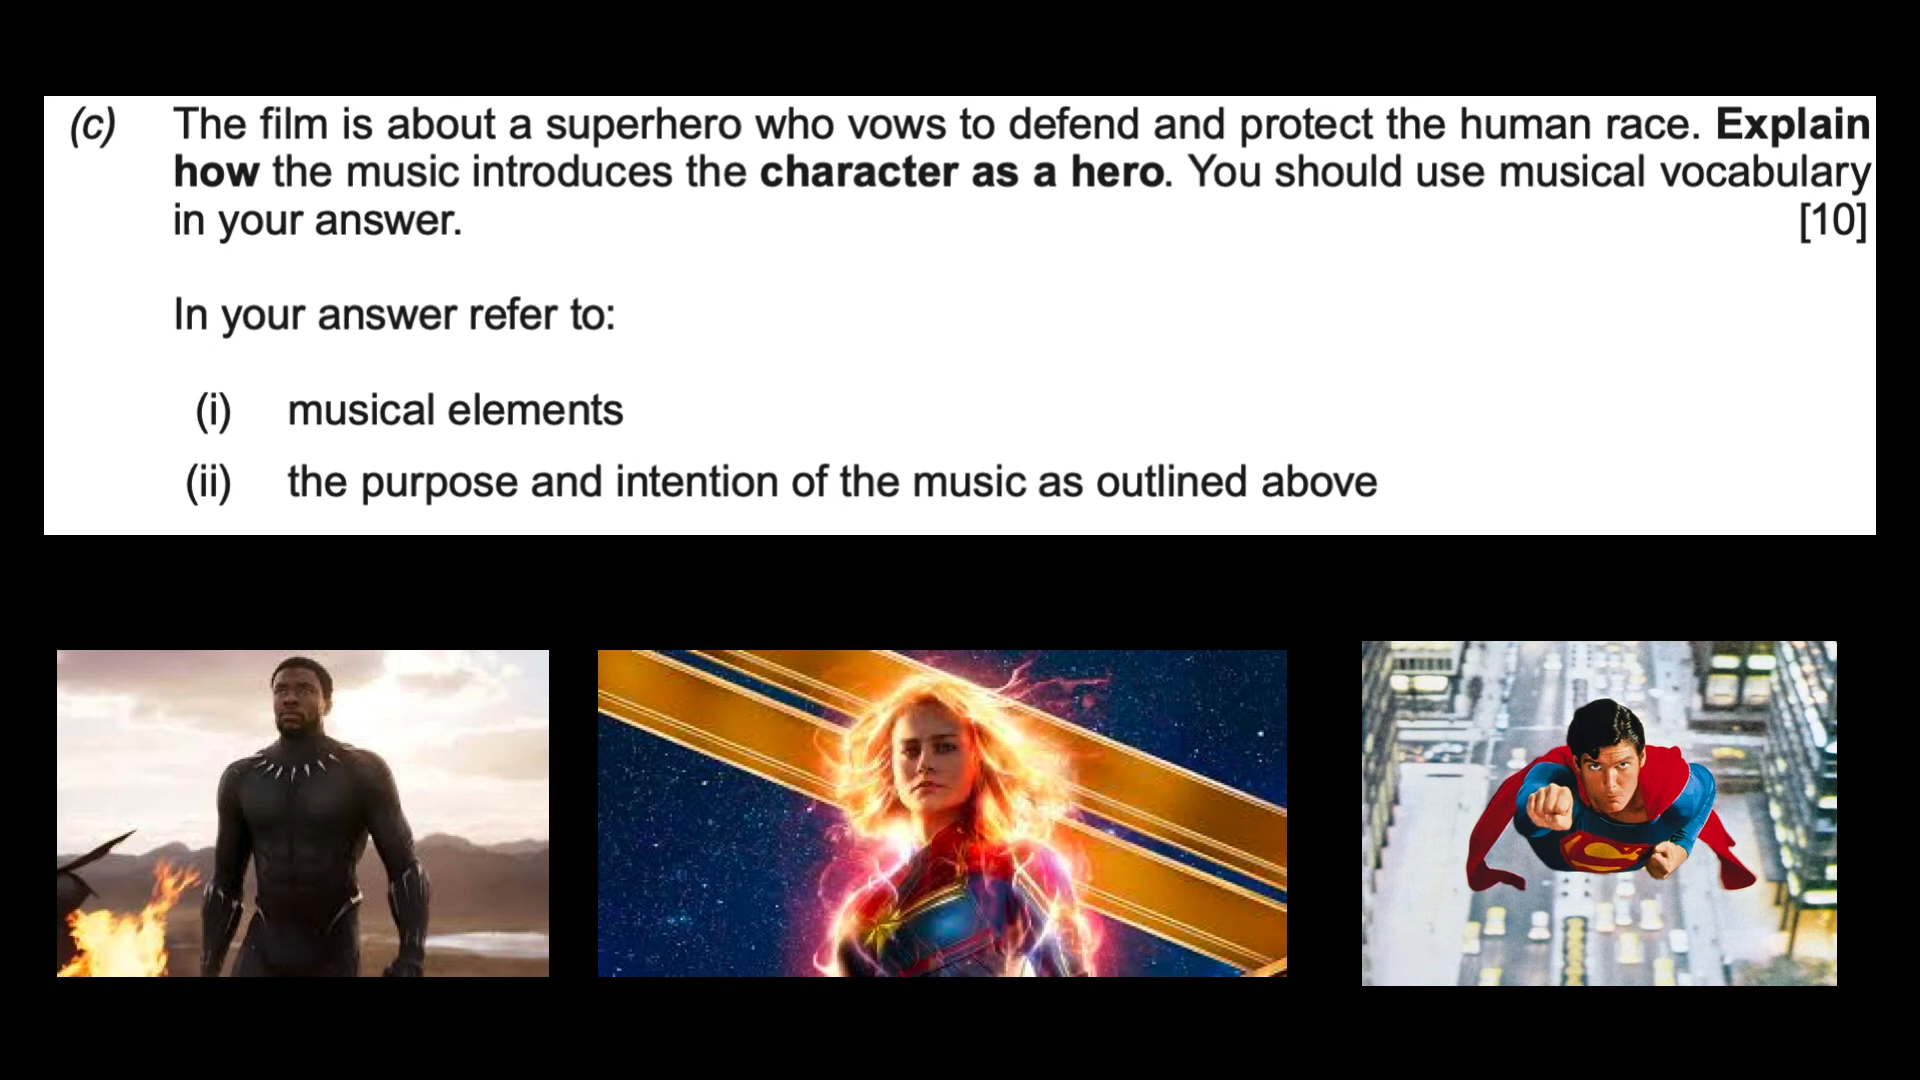 (c) The film is about a superhero who vows to defend and protect the human race. Explain
how the music introduces the character as a hero. You should use musical vocabulary
in your answer. [10]
In your answer refer to:
(i) musical elements
(ii) the purpose and intention of the music as outlined above
S